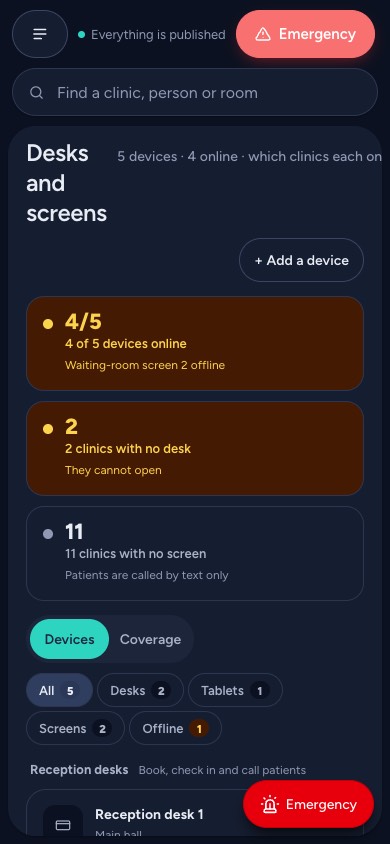 Everything is published
Emergency
Find a clinic, person or room
Desks and screens
5 devices · 4 online · which clinics each on
+ Add a device
4/5
4 of 5 devices online
Waiting-room screen 2 offline
2
2 clinics with no desk
They cannot open
11
11 clinics with no screen
Patients are called by text only
Devices Coverage
All 5 Desks 2 Tablets 1
Screens 2 Offline 1
Reception desks Book, check in and call patients
Reception desk 1
Main hall
Emergency